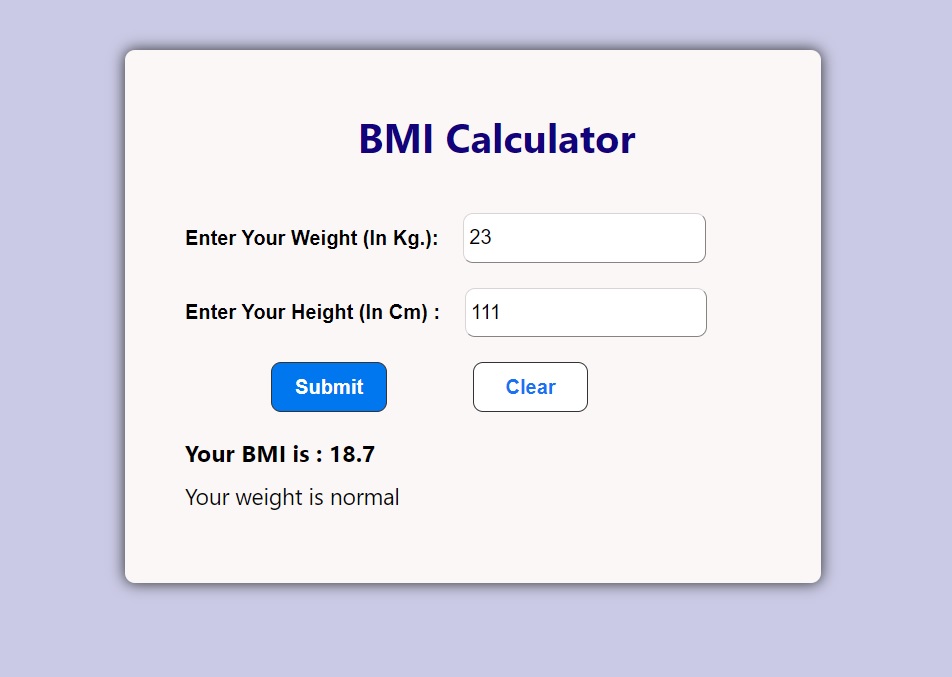 BMI Calculator
Enter Your Weight (In Kg.): 23
Enter Your Height (In Cm) : 111
Submit Clear
Your BMI is : 18.7
Your weight is normal